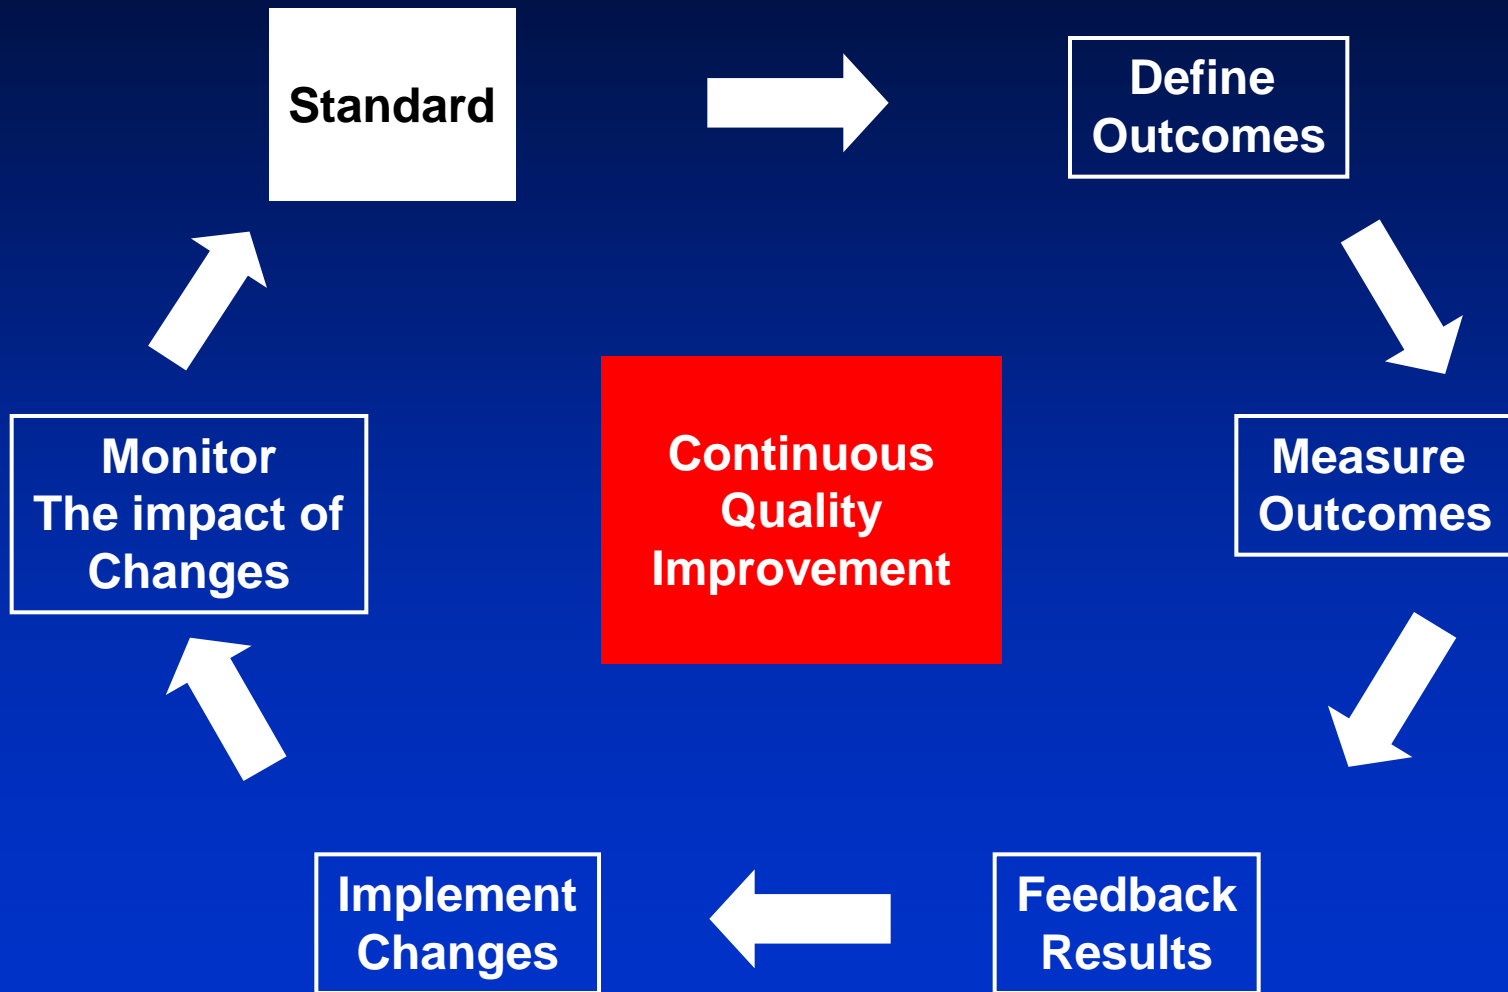 Standard
Define
Outcomes
Measure
Outcomes
Feedback
Results
Implement
Changes
Monitor
The impact of
Changes
Continuous
Quality
Improvement